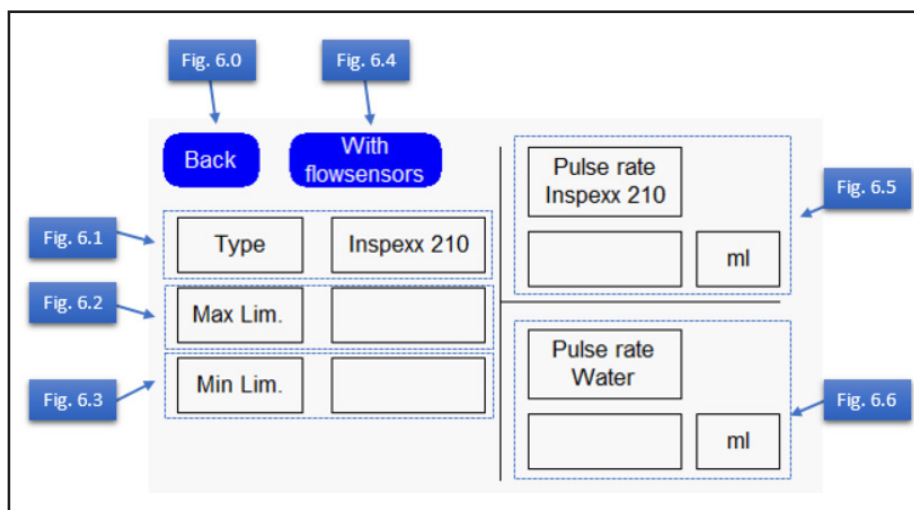 Fig. 6.0
Fig. 6.4
Back
With
flowsensors
Pulse rate
Inspexx 210
Fig. 6.5
Fig. 6.1
Type
Inspexx 210
ml
Fig. 6.2
Max Lim.
Pulse rate
Water
Fig. 6.3
Min Lim.
Fig. 6.6
ml